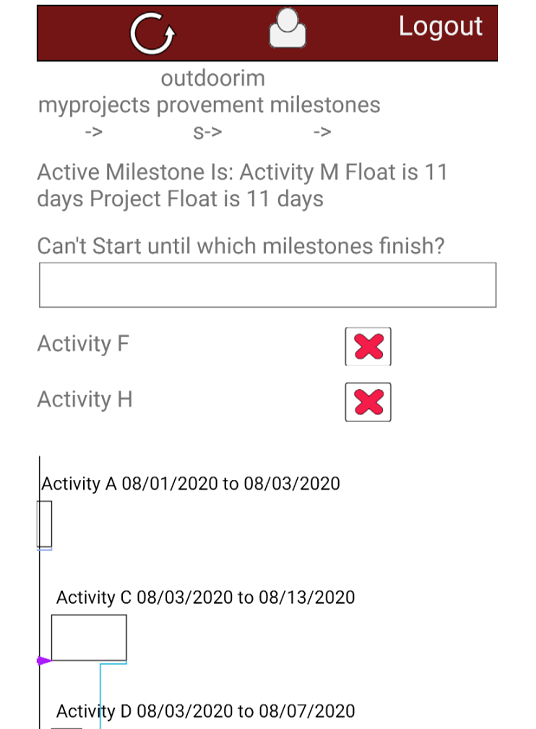 Logout
outdoorim
myprojects provement milestones
-> s-> ->
Active Milestone Is: Activity M Float is 11
days Project Float is 11 days
Can't Start until which milestones finish?
Activity F
Activity H
Activity A 08/01/2020 to 08/03/2020
Activity C 08/03/2020 to 08/13/2020
Activity D 08/03/2020 to 08/07/2020